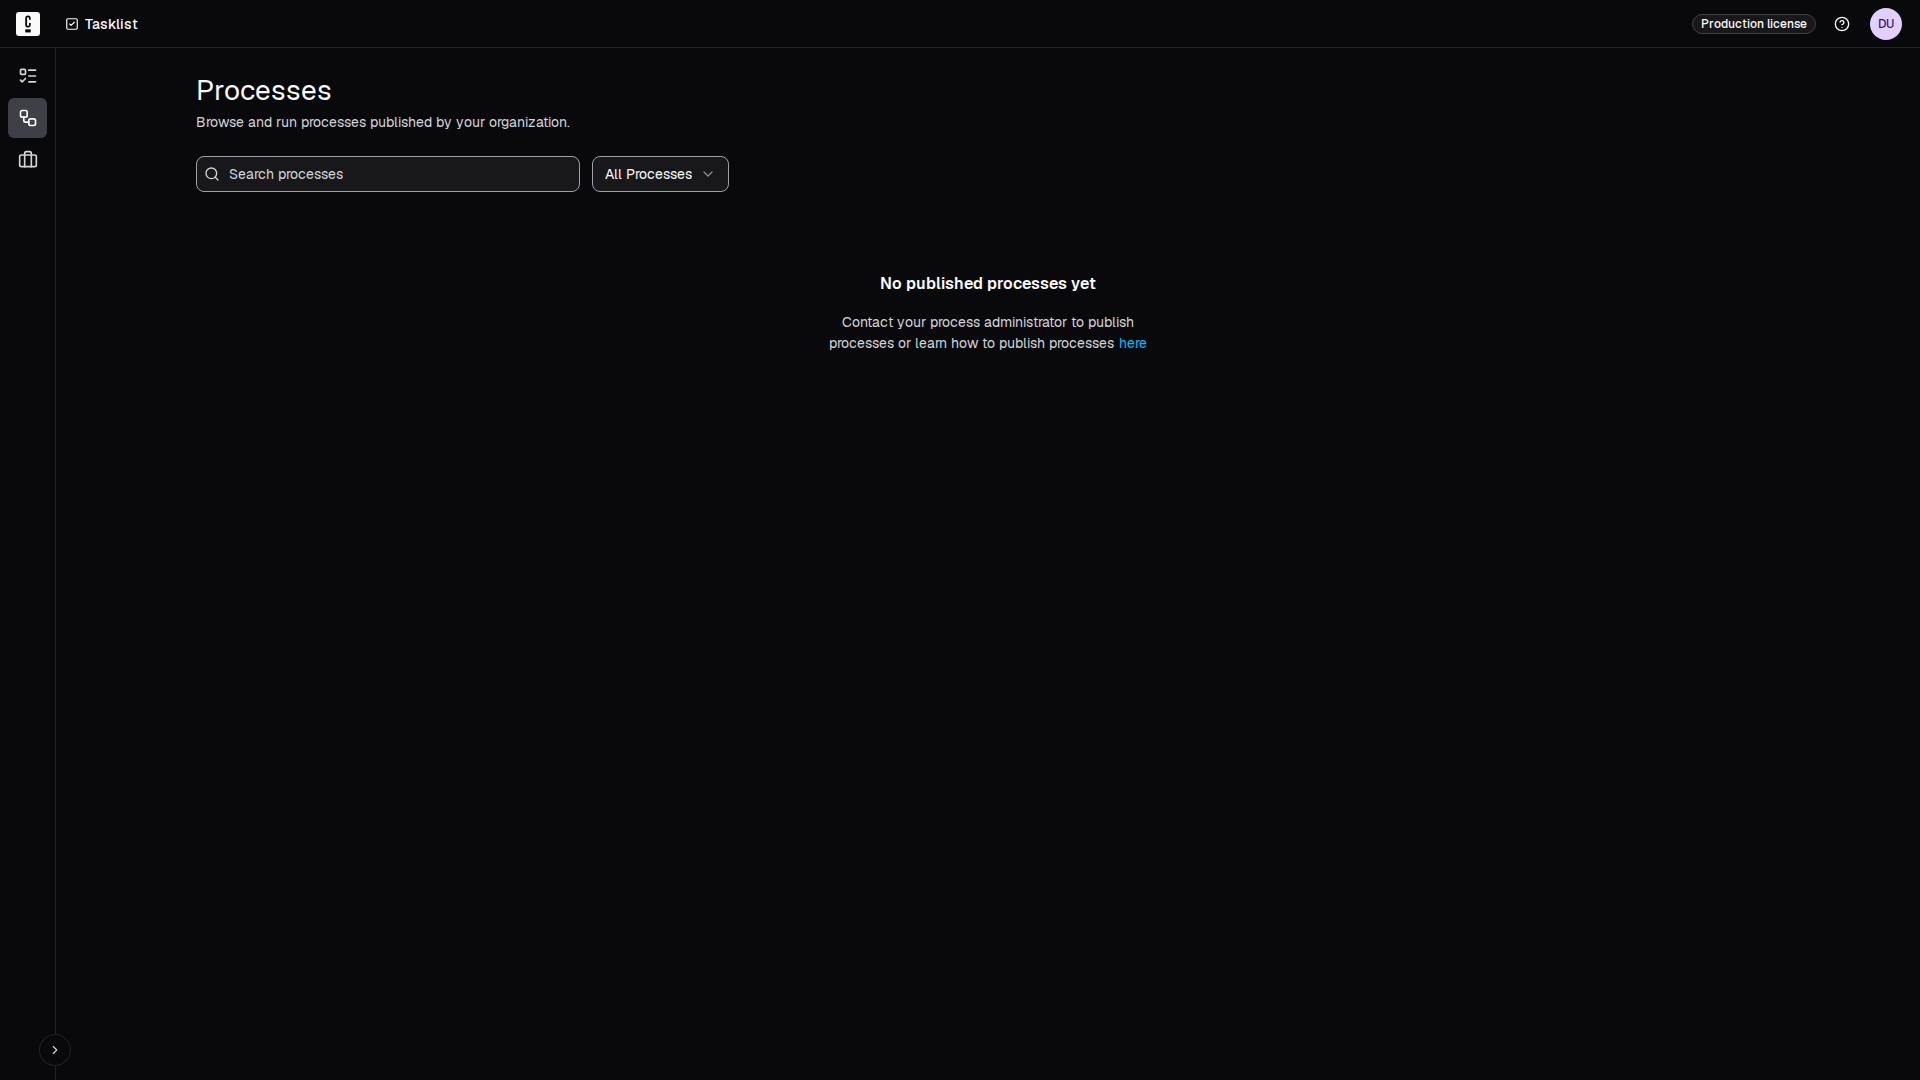 Tasklist
Production license
DU
Processes
Browse and run processes published by your organization.
Search processes
All Processes
No published processes yet
Contact your process administrator to publish
processes or learn how to publish processes here